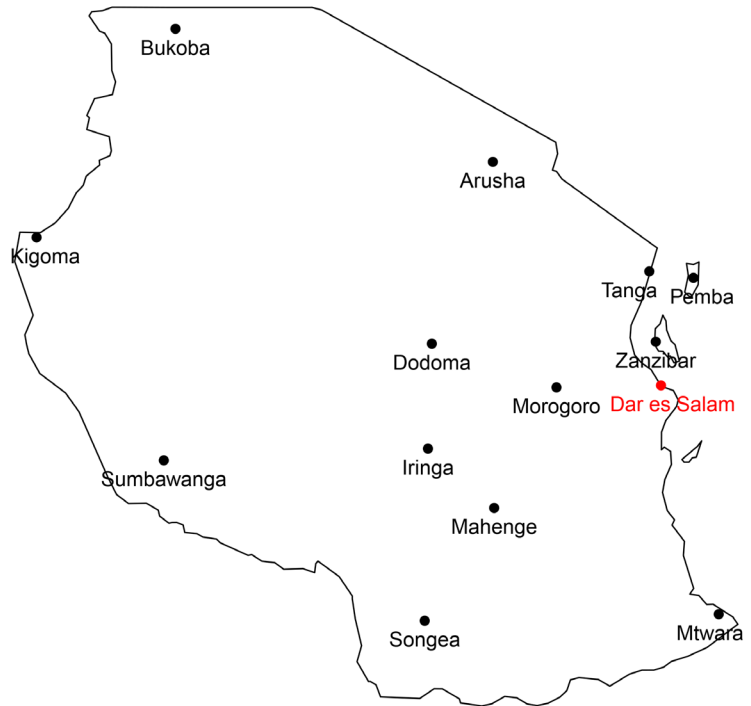 Bukoba
Arusha
Kigoma
Tanga
Pemba
Zanzibar
Dodoma
Morogoro
Dar es Salam
Iringa
Sumbawanga
Mahenge
Songea
Mtwara